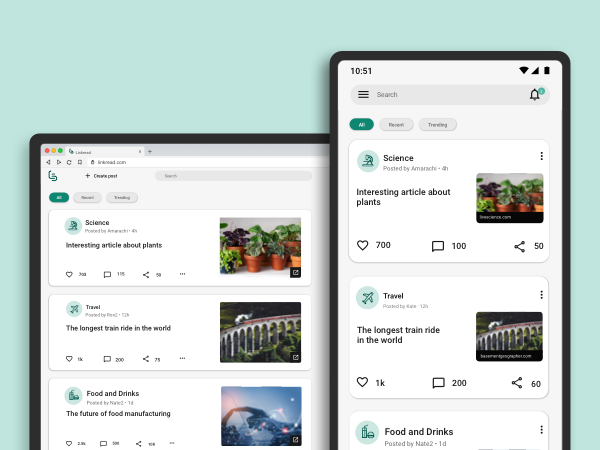 Linkread
linkread.com
Create post
Search
All
Recent
Trending
Science
Posted by Amarachi • 4h
Interesting article about plants
700
115
50
Travel
Posted by Rex2 • 12h
The longest train ride in the world
1k
200
75
Food and Drinks
Posted by Nate2 • 1d
The future of food manufacturing
2.5k
500
100
10:51
Search
All
Recent
Trending
Science
Posted by Amarachi • 4h
Interesting article about
plants
livescience.com
700
100
50
Travel
Posted by Kate · 12h
The longest train ride
in the world
basementgeographer.com
1k
200
60
Food and Drinks
Posted by Nate2 • 1d